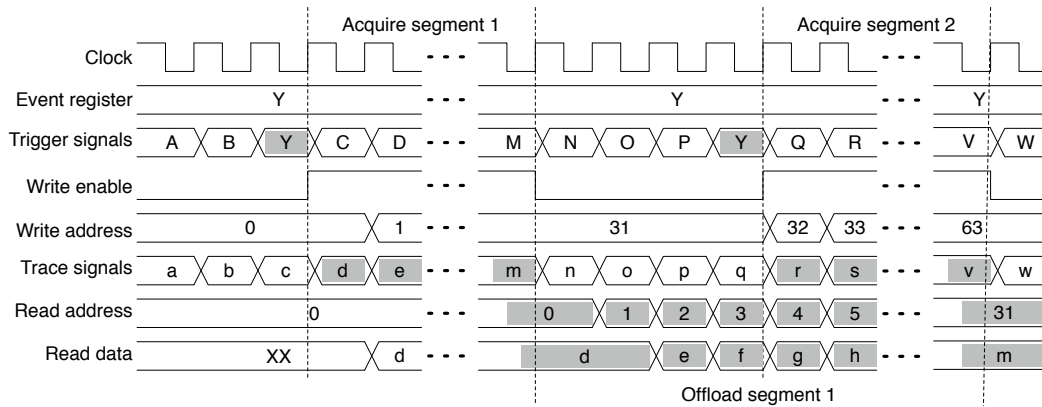 Acquire segment 1 Acquire segment 2
Clock
Event register Y Y Y
Trigger signals A B Y C D M N O P Y Q R V W
Write enable
Write address 0 1 31 32 33 63
Trace signals a b c d e m n o p q r s v w
Read address 0 0 1 2 3 4 5 31
Read data XX d d e f g h m
Offload segment 1